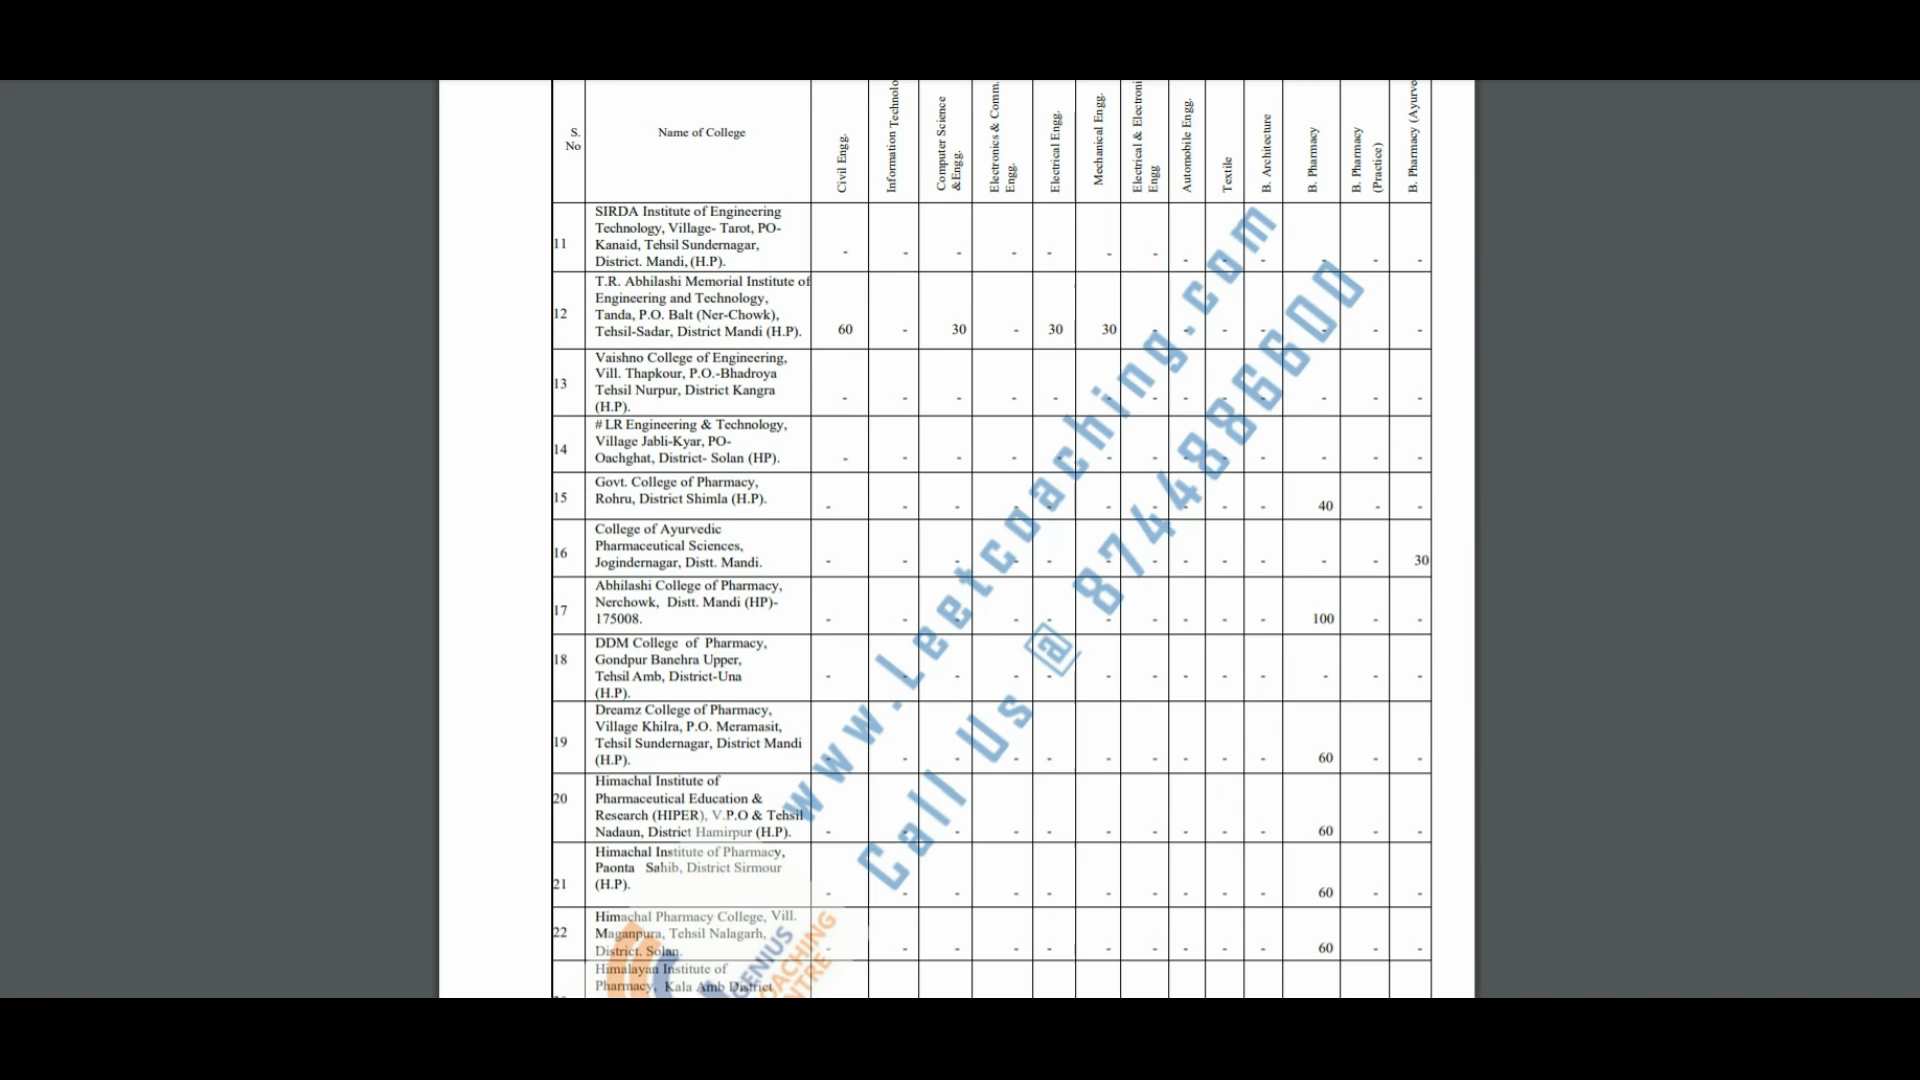 S. No
Name of College
Civil Engg.
Information Technolo
Computer Science &Engg.
Electronics & Comm. Engg.
Electrical Engg.
Mechanical Engg.
Electrical & Electroni Engg
Automobile Engg.
Textile
B. Architecture
B. Pharmacy
B. Pharmacy (Practice)
B. Pharmacy (Ayurve
11
SIRDA Institute of Engineering
Technology, Village- Tarot, PO-
Kanaid, Tehsil Sundernagar,
District. Mandi, (H.P).
- - - - - - - - - - - - -
12
T.R. Abhilashi Memorial Institute of
Engineering and Technology,
Tanda, P.O. Balt (Ner-Chowk),
Tehsil-Sadar, District Mandi (H.P).
60 - 30 - 30 30 - - - - - - -
13
Vaishno College of Engineering,
Vill. Thapkour, P.O.-Bhadroya
Tehsil Nurpur, District Kangra
(H.P).
- - - - - - - - - - - - -
14
# LR Engineering & Technology,
Village Jabli-Kyar, PO-
Oachghat, District- Solan (HP).
- - - - - - - - - - - - -
15
Govt. College of Pharmacy,
Rohru, District Shimla (H.P).
- - - - - - - - - - 40 - -
16
College of Ayurvedic
Pharmaceutical Sciences,
Jogindernagar, Distt. Mandi.
- - - - - - - - - - - - 30
17
Abhilashi College of Pharmacy,
Nerchowk, Distt. Mandi (HP)-
175008.
- - - - - - - - - - 100 - -
18
DDM College of Pharmacy,
Gondpur Banehra Upper,
Tehsil Amb, District-Una
(H.P).
- - - - - - - - - - - - -
19
Dreamz College of Pharmacy,
Village Khilra, P.O. Meramasit,
Tehsil Sundernagar, District Mandi
(H.P).
- - - - - - - - - - 60 - -
20
Himachal Institute of
Pharmaceutical Education &
Research (HIPER), V.P.O & Tehsil
Nadaun, District Hamirpur (H.P).
- - - - - - - - - - 60 - -
21
Himachal Institute of Pharmacy,
Paonta Sahib, District Sirmour
(H.P).
- - - - - - - - - - 60 - -
22
Himachal Pharmacy College, Vill.
Maganpura, Tehsil Nalagarh,
District. Solan.
- - - - - - - - - - 60 - -
Himalayan Institute of
Pharmacy, Kala Amb District
www.Leetcoaching.com
Call Us @ 8744886600
GENIUS